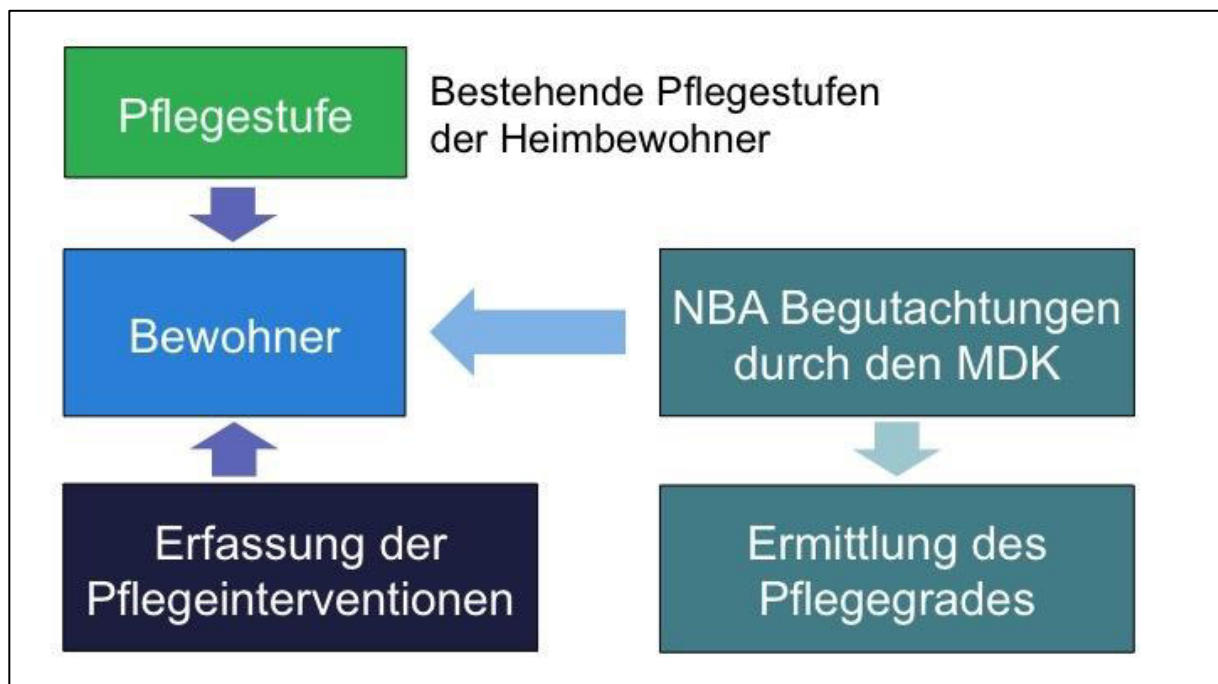 Pflegestufe
Bestehende Pflegestufen
der Heimbewohner
Bewohner
NBA Begutachtungen
durch den MDK
Erfassung der
Pflegeinterventionen
Ermittlung des
Pflegegrades